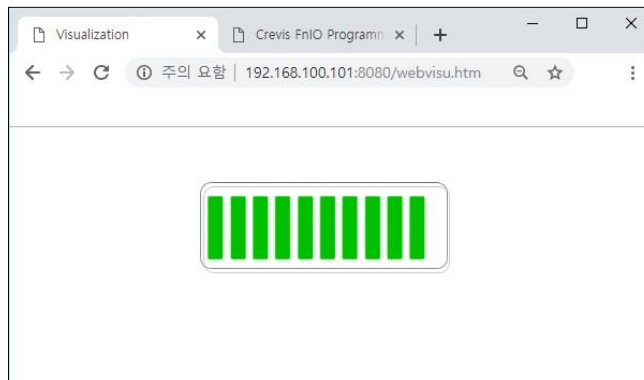 Visualization
Crevis FnIO Programm
주의 요함 192.168.100.101:8080/webvisu.htm